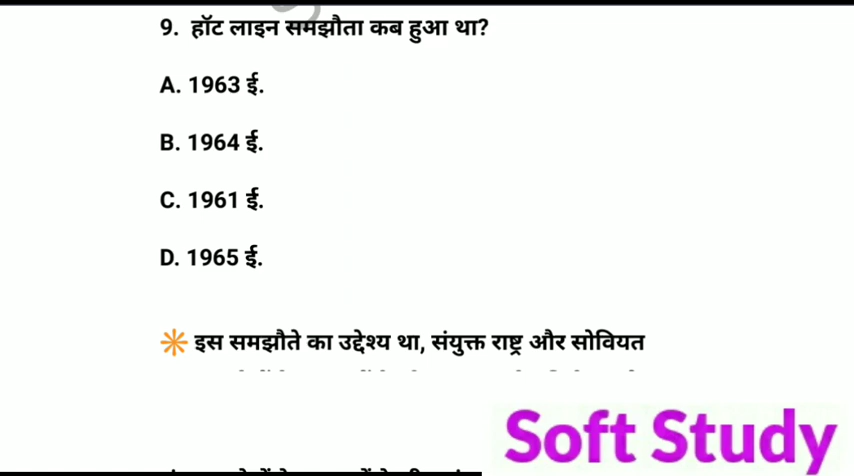 9. हॉट लाइन समझौता कब हुआ था?
A. 1963 ई.
B. 1964 ई.
C. 1961 ई.
D. 1965 ई.
इस समझौते का उद्देश्य था, संयुक्त राष्ट्र और सोवियत
Soft Study